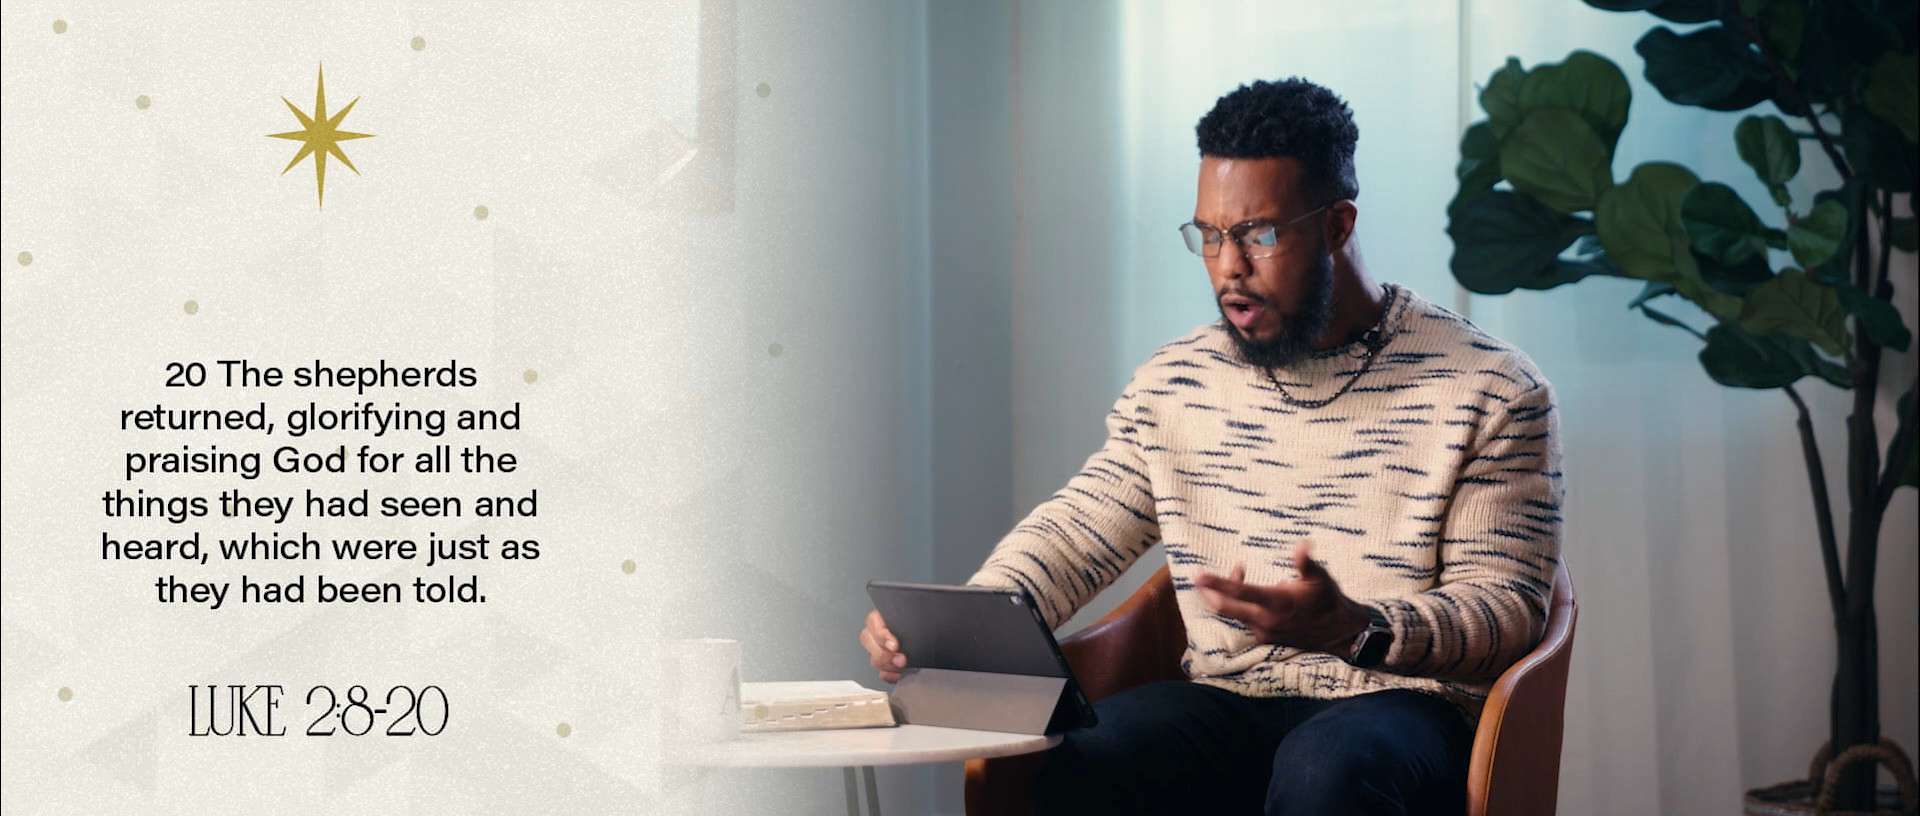 20 The shepherds
returned, glorifying and
praising God for all the
things they had seen and
heard, which were just as
they had been told.
LUKE 2:8-20